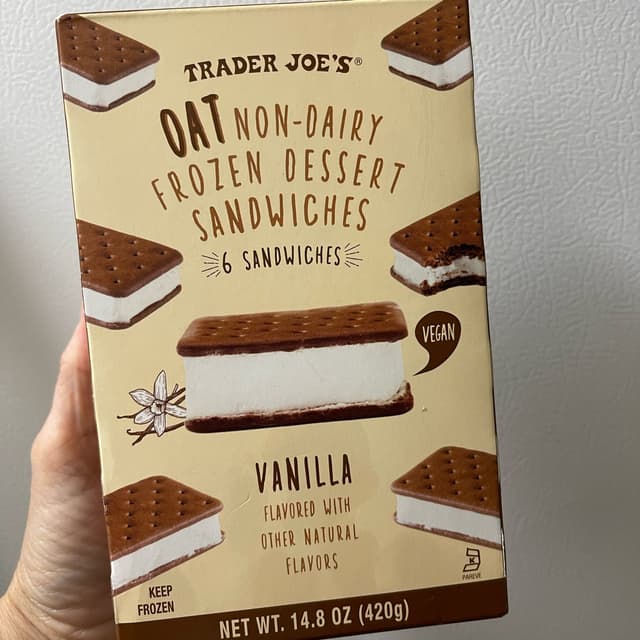 TRADER JOE'S®
OAT NON-DAIRY
FROZEN DESSERT
SANDWICHES
6 SANDWICHES
VEGAN
VANILLA
FLAVORED WITH
OTHER NATURAL
FLAVORS
KEEP
FROZEN
K
PAREVE
NET WT. 14.8 OZ (420g)